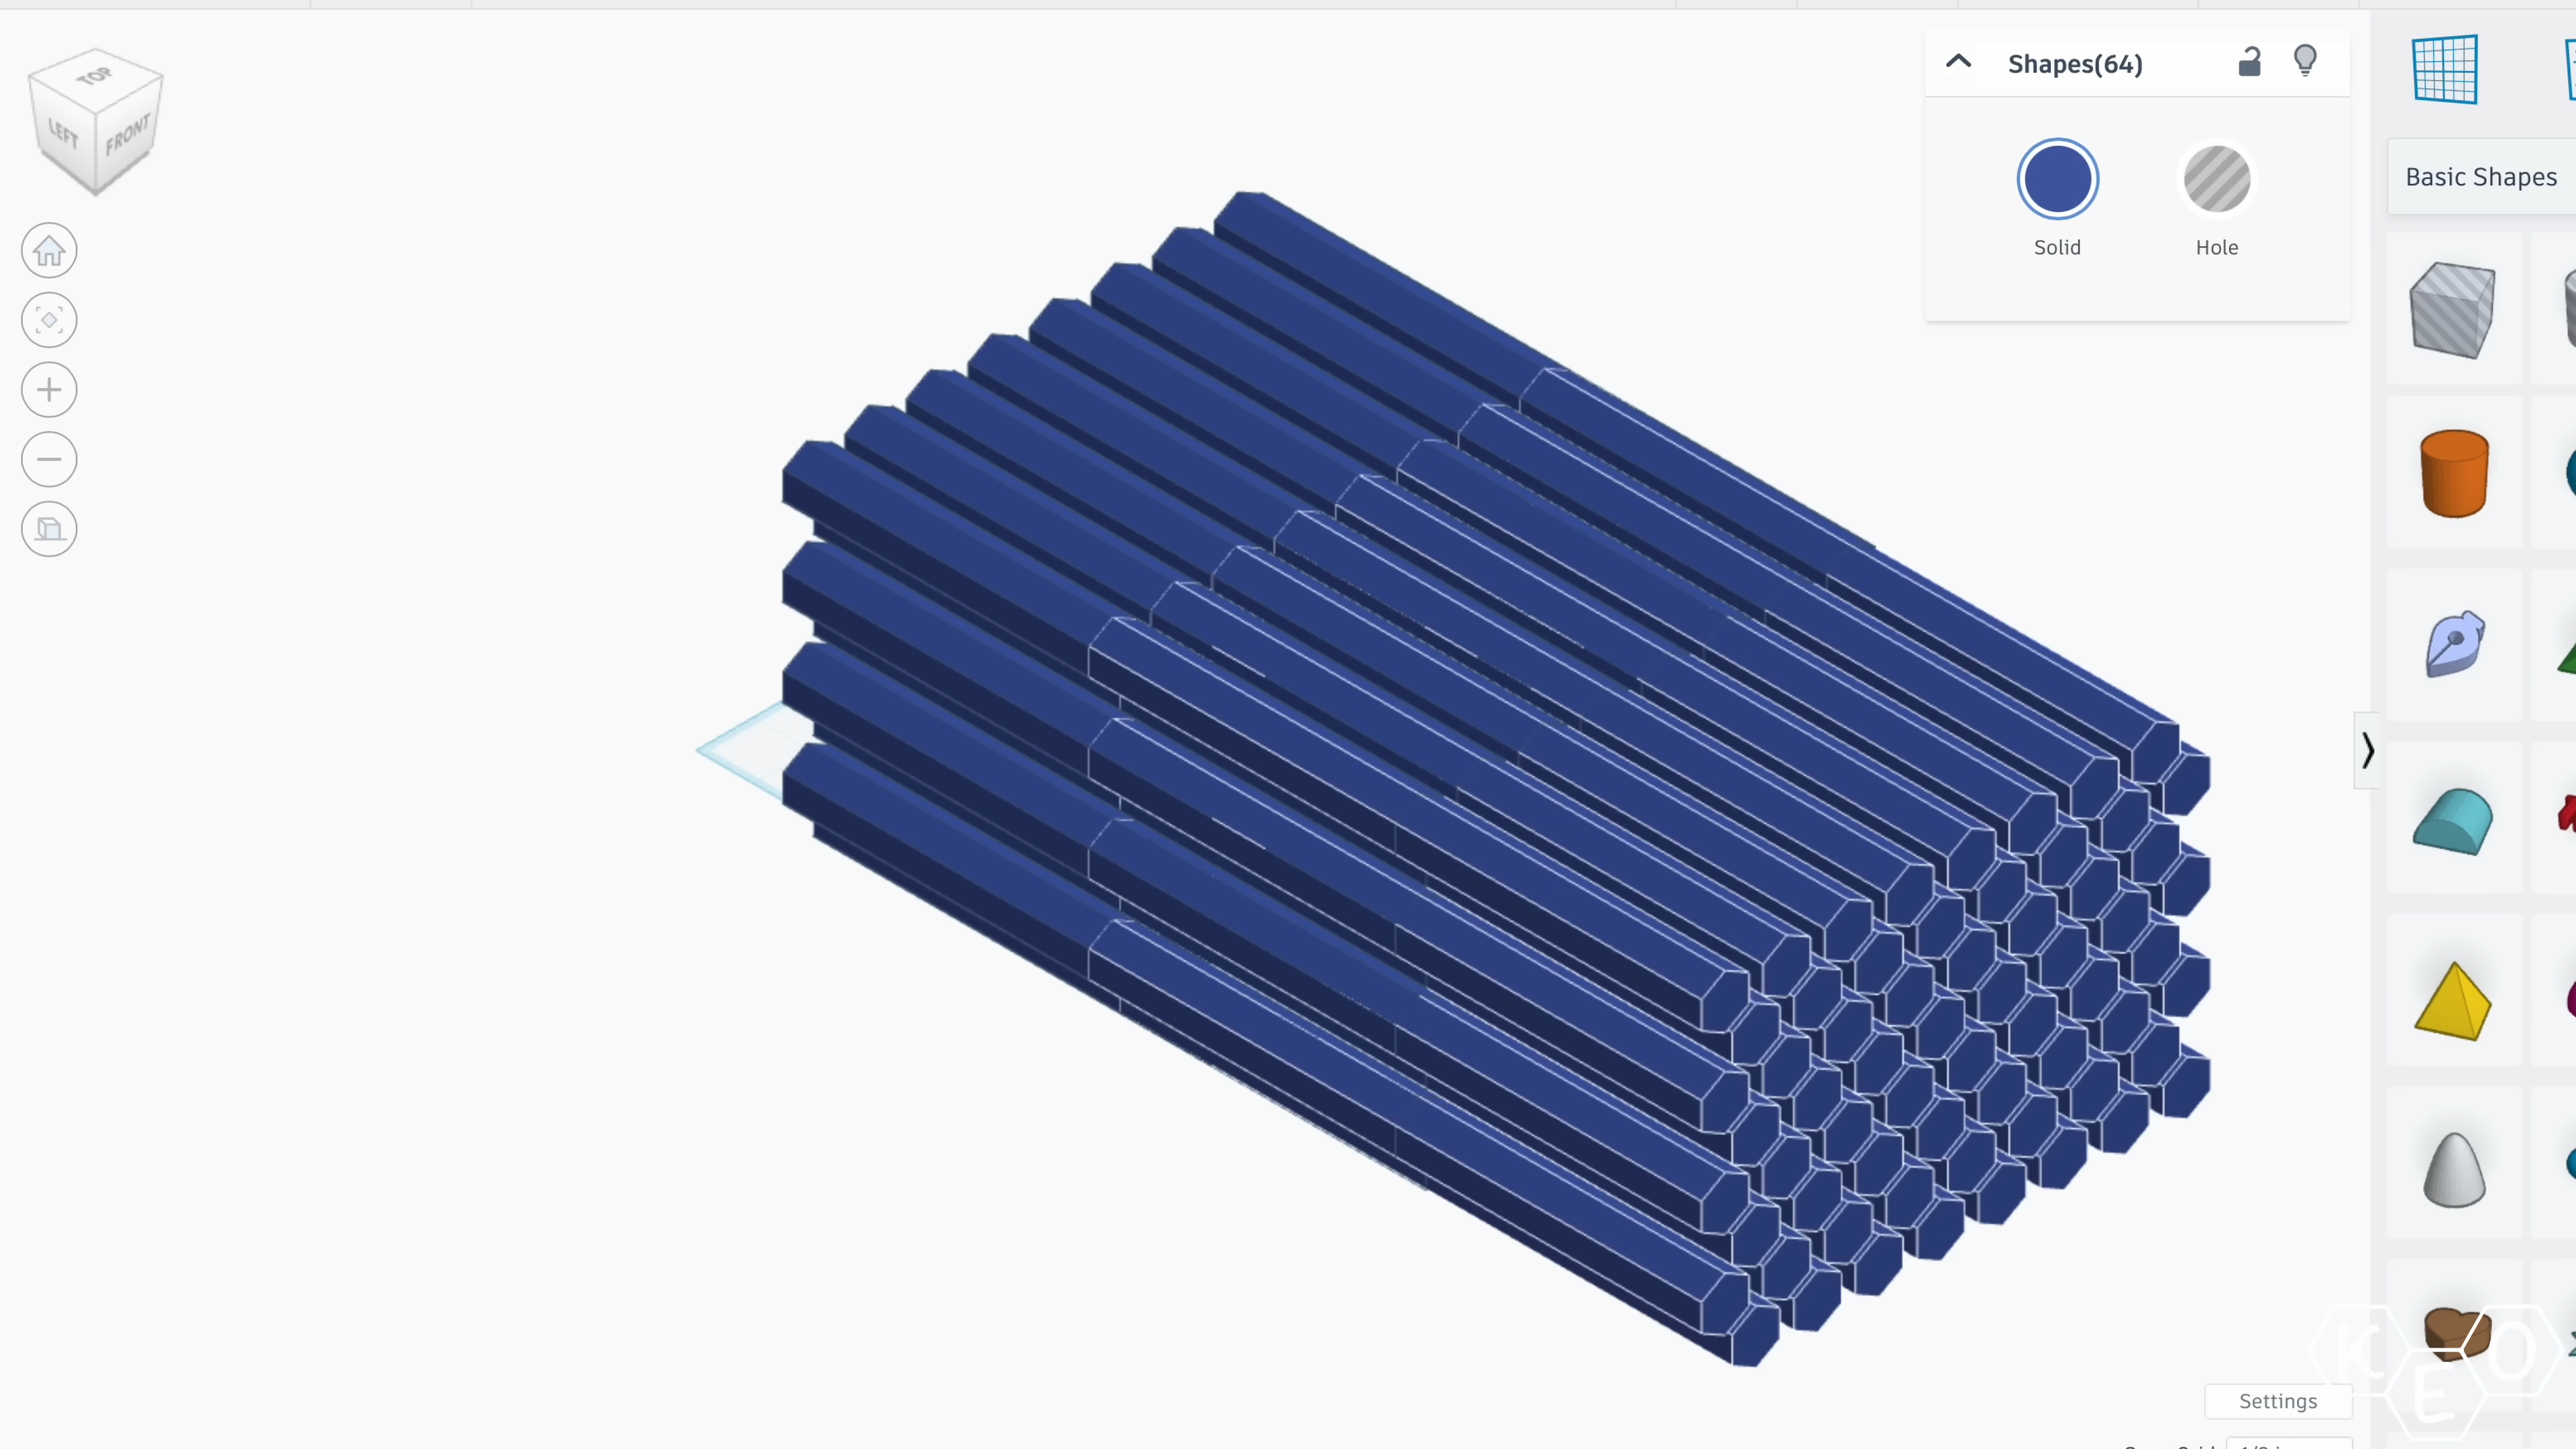 TOP
LEFT
FRONT
Shapes(64)
Solid
Hole
Basic Shapes
Settings
K
E
O